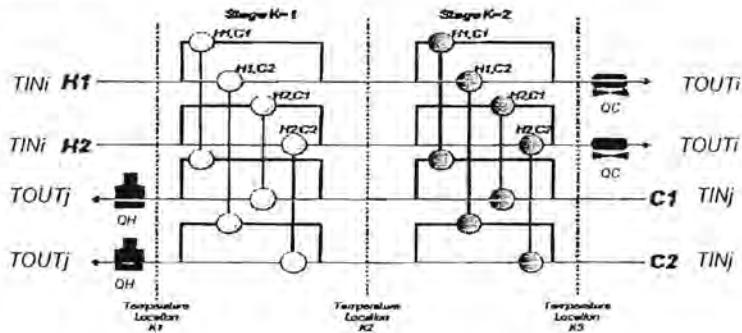 Stage K-1 Stage K-2
H1,C1 H1,C1
TINi H1 H1,C2 H1,C2 TOUTi
H2,C1 H2,C1 QC
TINi H2 H2,C2 H2,C2 TOUTi
QC
TOUTj C1 TINj
QH
TOUTj C2 TINj
QH
Temperature Temperature Temperature
Location Location Location
K1 K2 K3